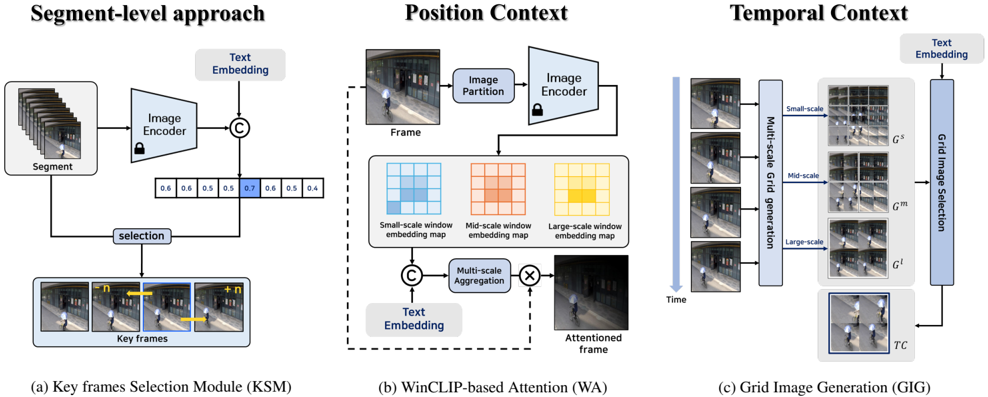 Segment-level approach
Text
Embedding
Image
Encoder
C
Segment
0.6 0.6 0.5 0.5 0.7 0.6 0.5 0.4
selection
- n
+ n
Key frames
(a) Key frames Selection Module (KSM)
Position Context
Frame
Image
Partition
Image
Encoder
Small-scale window
embedding map
Mid-scale window
embedding map
Large-scale window
embedding map
C
Multi-scale
Aggregation
Text
Embedding
Attentioned
frame
(b) WinCLIP-based Attention (WA)
Temporal Context
Text
Embedding
Time
Multi-scale Grid
generation
Small-scale
Mid-scale
Large-scale
G^s
G^m
G^l
Grid Image Selection
TC
(c) Grid Image Generation (GIG)